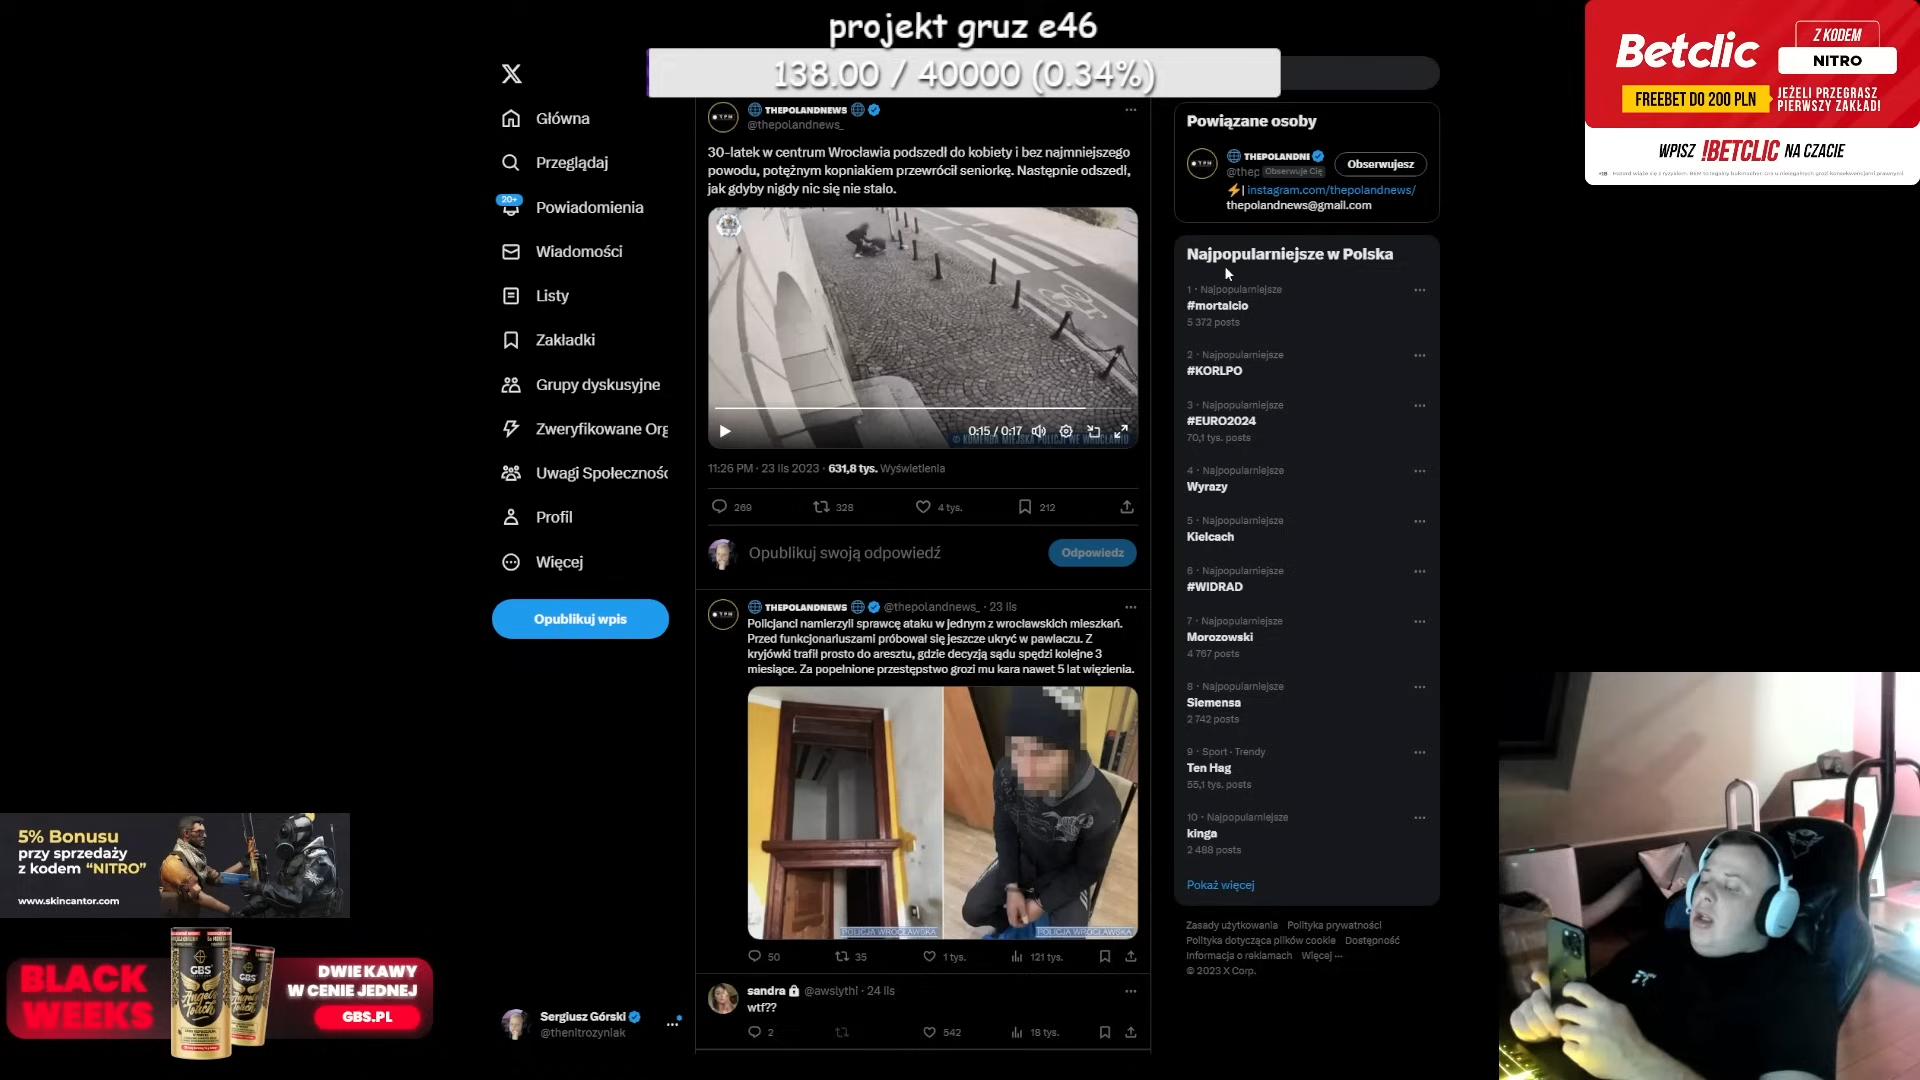 projekt gruz e46
138.00 / 40000 (0.34%)
Betclic
Z KODEM
NITRO
FREEBET DO 200 PLN
JEŻELI PRZEGRASZ
PIERWSZY ZAKŁAD!
WPISZ !BETCLIC NA CZACIE
Główna
Przeglądaj
20+
Powiadomienia
Wiadomości
Listy
Zakładki
Grupy dyskusyjne
Zweryfikowane Org
Uwagi Społecznośc
Profil
Więcej
Opublikuj wpis
Sergiusz Górski
@thenitrozyniak
THEPOLANDNEWS
@thepolandnews_
30-latek w centrum Wrocławia podszedł do kobiety i bez najmniejszego
powodu, potężnym kopniakiem przewrócił seniorkę. Następnie odszedł,
jak gdyby nigdy nic się nie stało.
0:15 / 0:17
© KOMENDA MIEJSKA POLICJI WE WROCŁAWIU
11:26 PM · 23 lis 2023 · 631,8 tys. Wyświetlenia
269
328
4 tys.
212
Opublikuj swoją odpowiedź
Odpowiedz
THEPOLANDNEWS @thepolandnews_ · 23 lis
Policjanci namierzyli sprawcę ataku w jednym z wrocławskich mieszkań.
Przed funkcjonariuszami próbował się jeszcze ukryć w pawlaczu. Z
kryjówki trafił prosto do aresztu, gdzie decyzją sądu spędzi kolejne 3
miesiące. Za popełnione przestępstwo grozi mu kara nawet 5 lat więzienia.
POLICJA WROCŁAWSKA
POLICJA WROCŁAWSKA
50
35
1 tys.
121 tys.
sandra @awslythi · 24 lis
wtf??
2
542
18 tys.
Powiązane osoby
THEPOLANDNE
@thep Obserwuje Cię
Obserwujesz
| instagram.com/thepolandnews/
thepolandnews@gmail.com
Najpopularniejsze w Polska
1 · Najpopularniejsze
#mortalcio
5 372 posts
2 · Najpopularniejsze
#KORLPO
3 · Najpopularniejsze
#EURO2024
70,1 tys. posts
4 · Najpopularniejsze
Wyrazy
5 · Najpopularniejsze
Kielcach
6 · Najpopularniejsze
#WIDRAD
7 · Najpopularniejsze
Morozowski
4 767 posts
8 · Najpopularniejsze
Siemensa
2 742 posts
9 · Sport · Trendy
Ten Hag
55,1 tys. posts
10 · Najpopularniejsze
kinga
2 488 posts
Pokaż więcej
Zasady użytkowania Polityka prywatności
Polityka dotycząca plików cookie Dostępność
Informacja o reklamach Więcej ···
© 2023 X Corp.
5% Bonusu
przy sprzedaży
z kodem “NITRO”
www.skincantor.com
BLACK
WEEKS
GBS
Angel's
Touch
DWIE KAWY
W CENIE JEDNEJ
GBS.PL